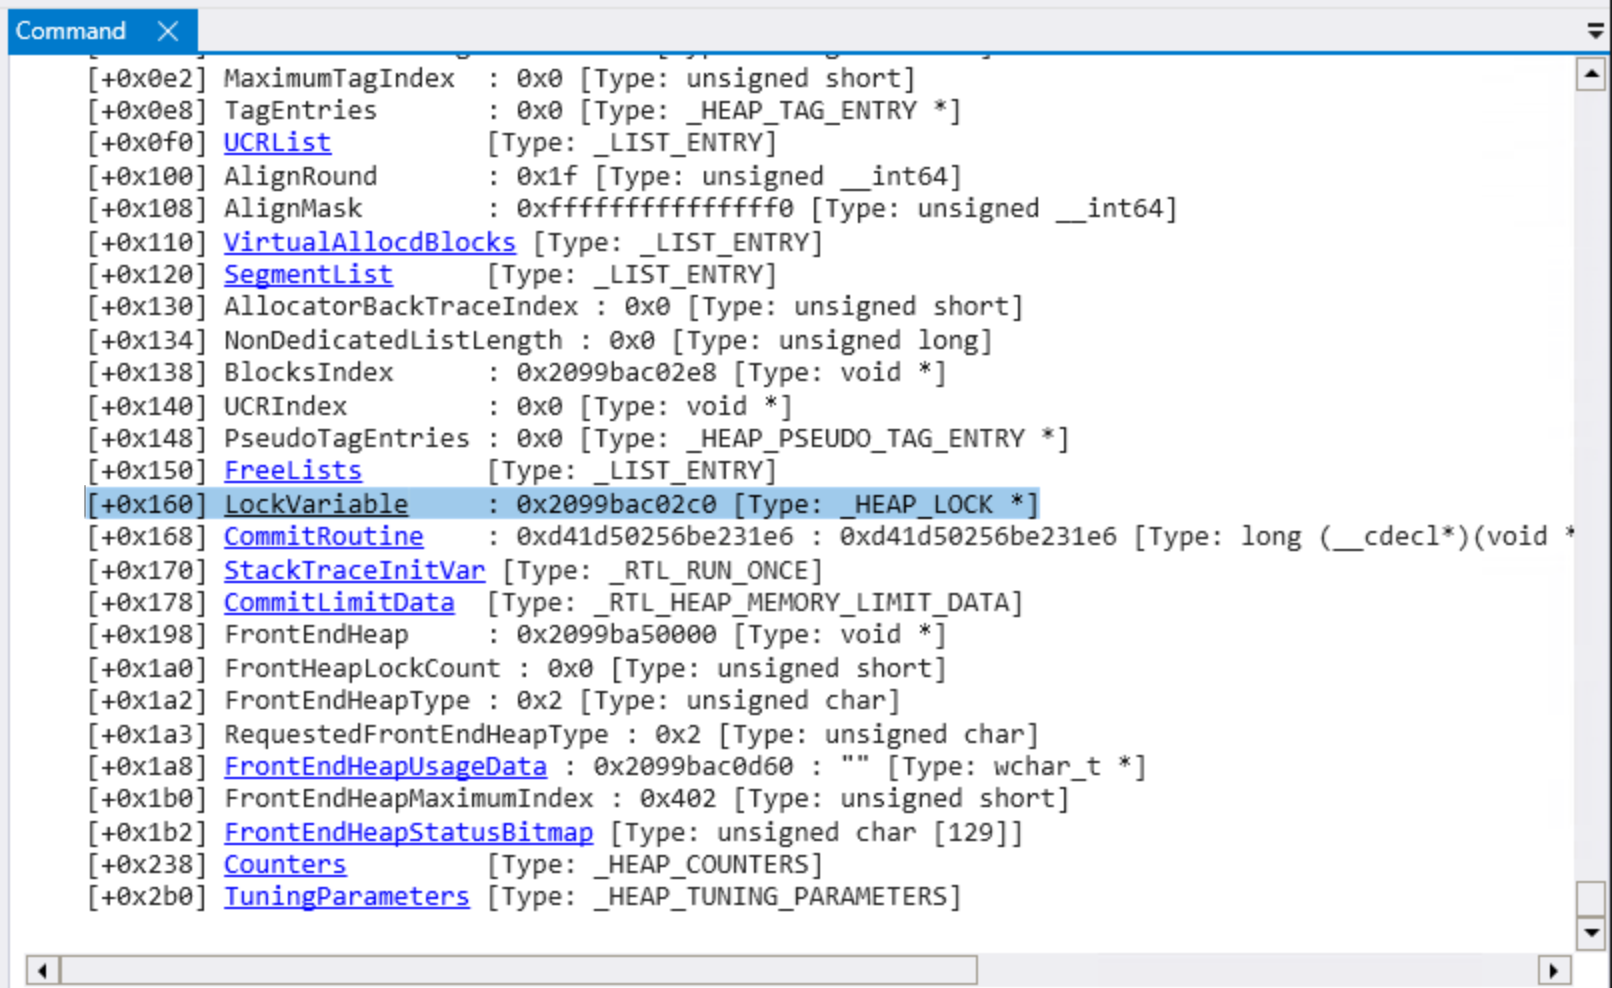 Command
[+0x0e2] MaximumTagIndex  : 0x0 [Type: unsigned short]
[+0x0e8] TagEntries       : 0x0 [Type: _HEAP_TAG_ENTRY *]
[+0x0f0] UCRList          [Type: _LIST_ENTRY]
[+0x100] AlignRound       : 0x1f [Type: unsigned __int64]
[+0x108] AlignMask        : 0xfffffffffffffff0 [Type: unsigned __int64]
[+0x110] VirtualAllocdBlocks [Type: _LIST_ENTRY]
[+0x120] SegmentList      [Type: _LIST_ENTRY]
[+0x130] AllocatorBackTraceIndex : 0x0 [Type: unsigned short]
[+0x134] NonDedicatedListLength : 0x0 [Type: unsigned long]
[+0x138] BlocksIndex      : 0x2099bac02e8 [Type: void *]
[+0x140] UCRIndex         : 0x0 [Type: void *]
[+0x148] PseudoTagEntries : 0x0 [Type: _HEAP_PSEUDO_TAG_ENTRY *]
[+0x150] FreeLists        [Type: _LIST_ENTRY]
[+0x160] LockVariable     : 0x2099bac02c0 [Type: _HEAP_LOCK *]
[+0x168] CommitRoutine    : 0xd41d50256be231e6 : 0xd41d50256be231e6 [Type: long (__cdecl*)(void *
[+0x170] StackTraceInitVar [Type: _RTL_RUN_ONCE]
[+0x178] CommitLimitData  [Type: _RTL_HEAP_MEMORY_LIMIT_DATA]
[+0x198] FrontEndHeap     : 0x2099ba50000 [Type: void *]
[+0x1a0] FrontHeapLockCount : 0x0 [Type: unsigned short]
[+0x1a2] FrontEndHeapType : 0x2 [Type: unsigned char]
[+0x1a3] RequestedFrontEndHeapType : 0x2 [Type: unsigned char]
[+0x1a8] FrontEndHeapUsageData : 0x2099bac0d60 : "" [Type: wchar_t *]
[+0x1b0] FrontEndHeapMaximumIndex : 0x402 [Type: unsigned short]
[+0x1b2] FrontEndHeapStatusBitmap [Type: unsigned char [129]]
[+0x238] Counters         [Type: _HEAP_COUNTERS]
[+0x2b0] TuningParameters [Type: _HEAP_TUNING_PARAMETERS]